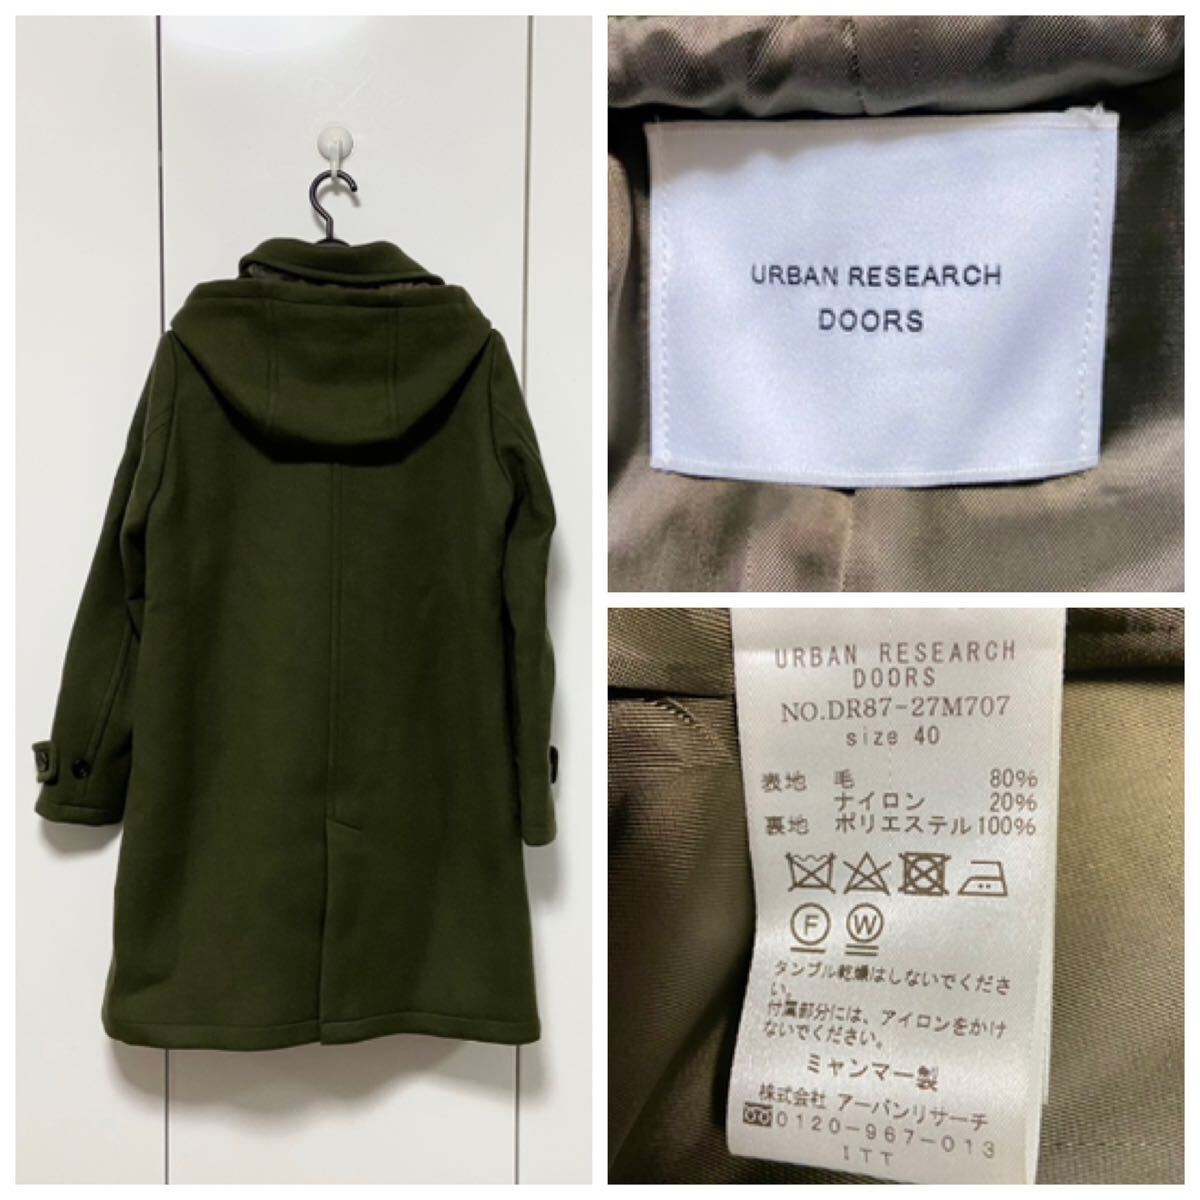 URBAN RESEARCH
DOORS
URBAN RESEARCH
DOORS
NO.DR87-27M707
size 40
表地 毛 80%
ナイロン 20%
裏地 ポリエステル 100%
F W
タンブル乾燥はしないでくださ
い。
付属部分には、アイロンをかけ
ないでください。
ミャンマー製
株式会社 アーバンリサーチ
0120-967-013
ITT